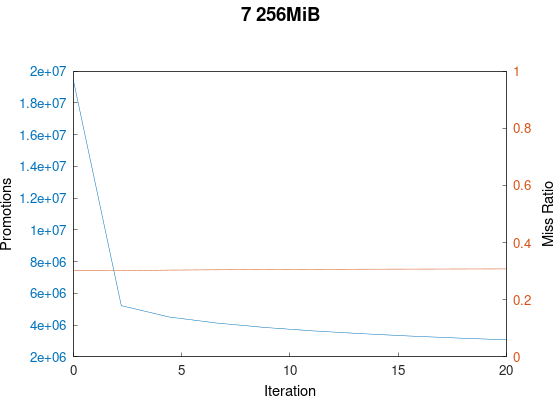 7 256MiB
2e+07
1.8e+07
1.6e+07
1.4e+07
1.2e+07
1e+07
8e+06
6e+06
4e+06
2e+06
Promotions
1
0.8
0.6
0.4
0.2
0
Miss Ratio
0 5 10 15 20
Iteration